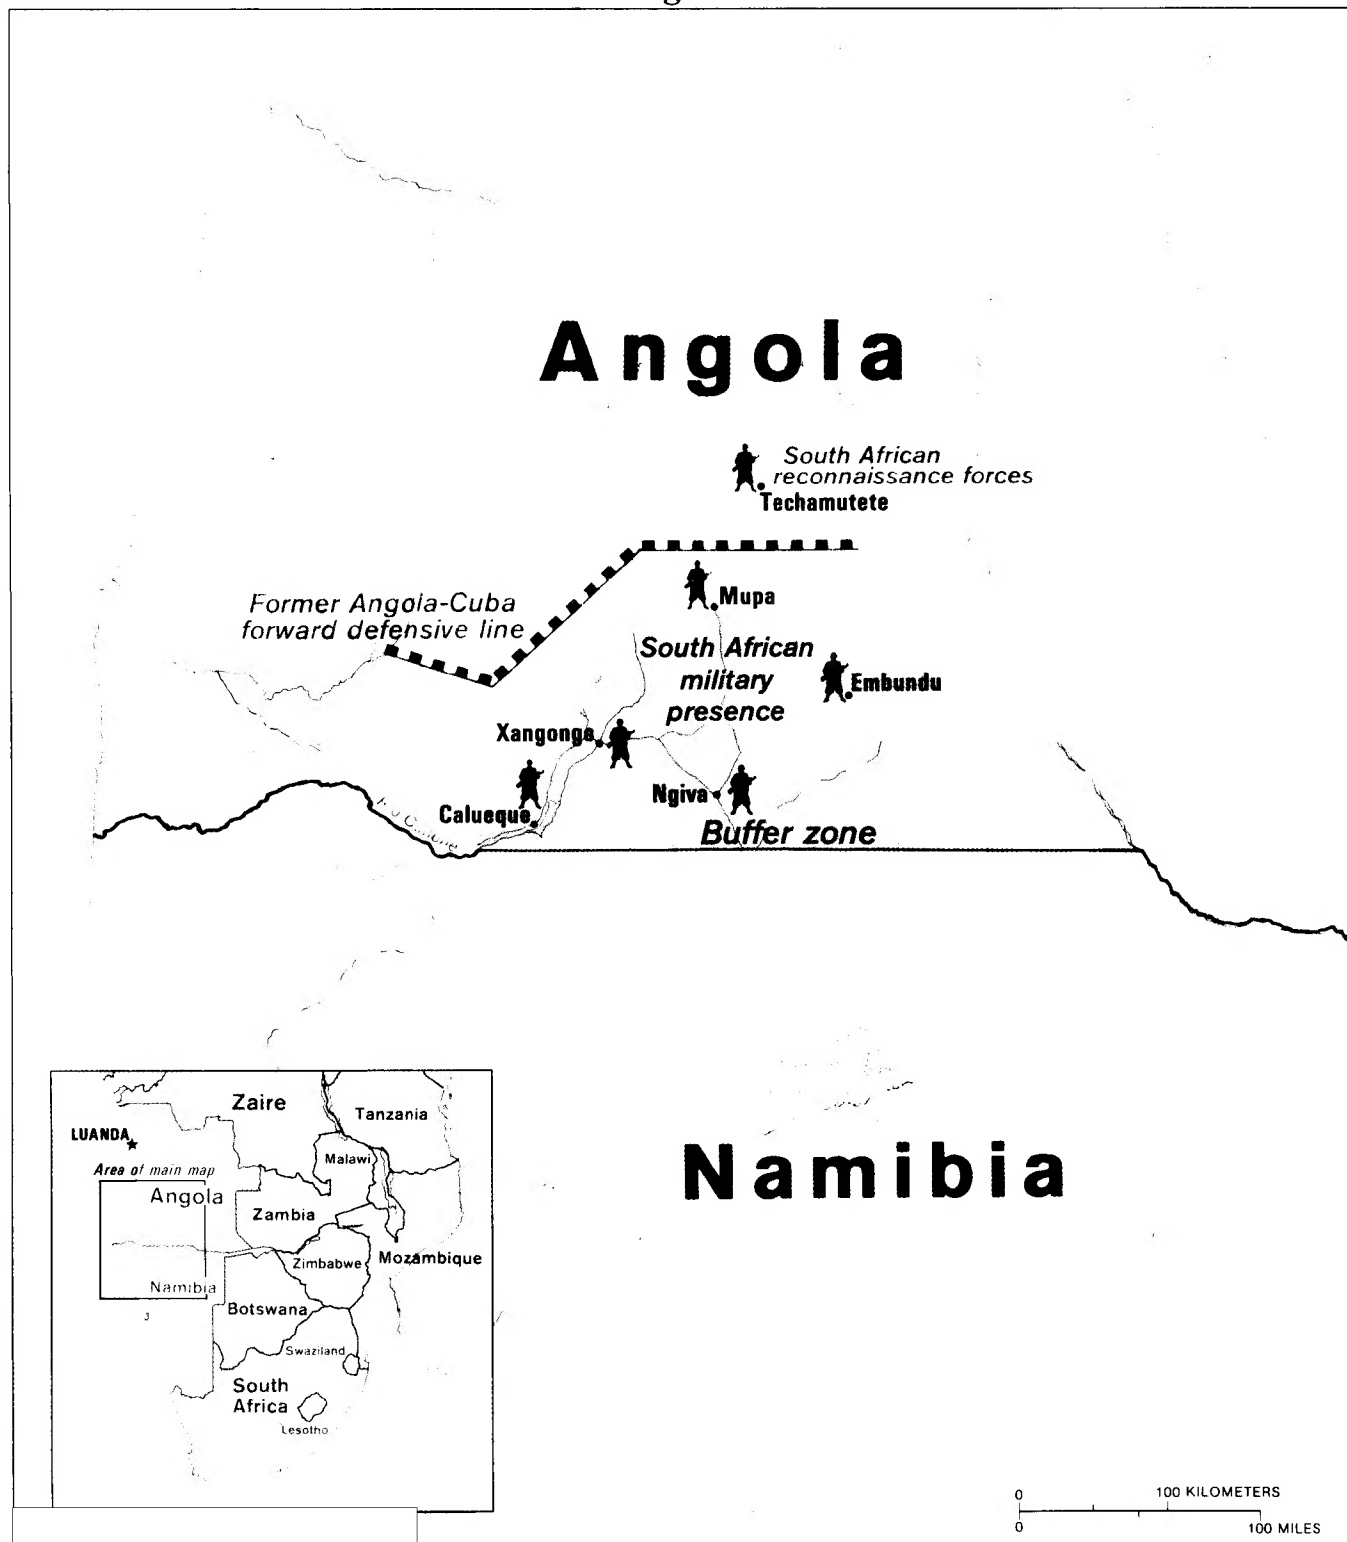 Angola
South African
reconnaissance forces
Techamutete
Former Angola-Cuba
forward defensive line
Mupa
South African
military
presence
Embundu
Xangongo
Ngiva
Calueque
Buffer zone
Namibia
Zaire
Tanzania
LUANDA
Malawi
Area of main map
Angola
Zambia
Mozambique
Zimbabwe
Namibia
Botswana
Swaziland
South
Africa
Lesotho
0 100 KILOMETERS
0 100 MILES